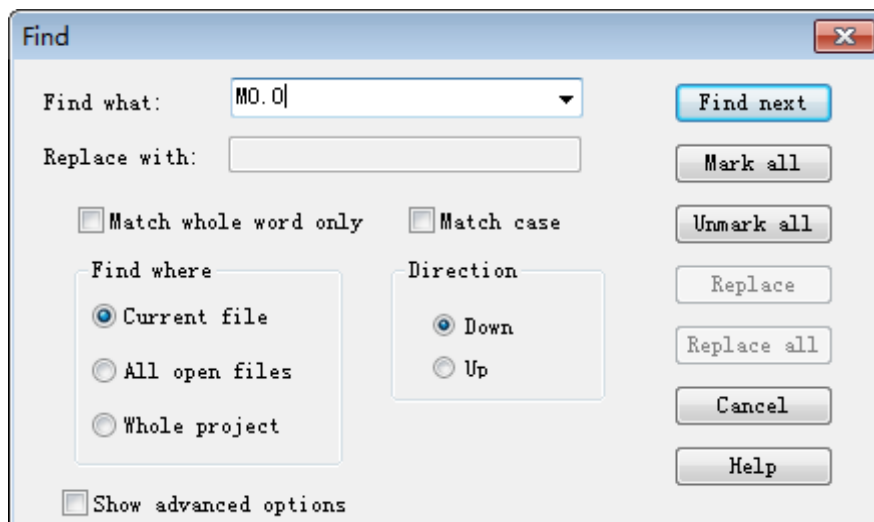 Find
Find what: M0.0
Find next
Replace with:
Mark all
Match whole word only
Match case
Unmark all
Find where
Direction
Replace
Current file
Down
Replace all
All open files
Up
Cancel
Whole project
Help
Show advanced options